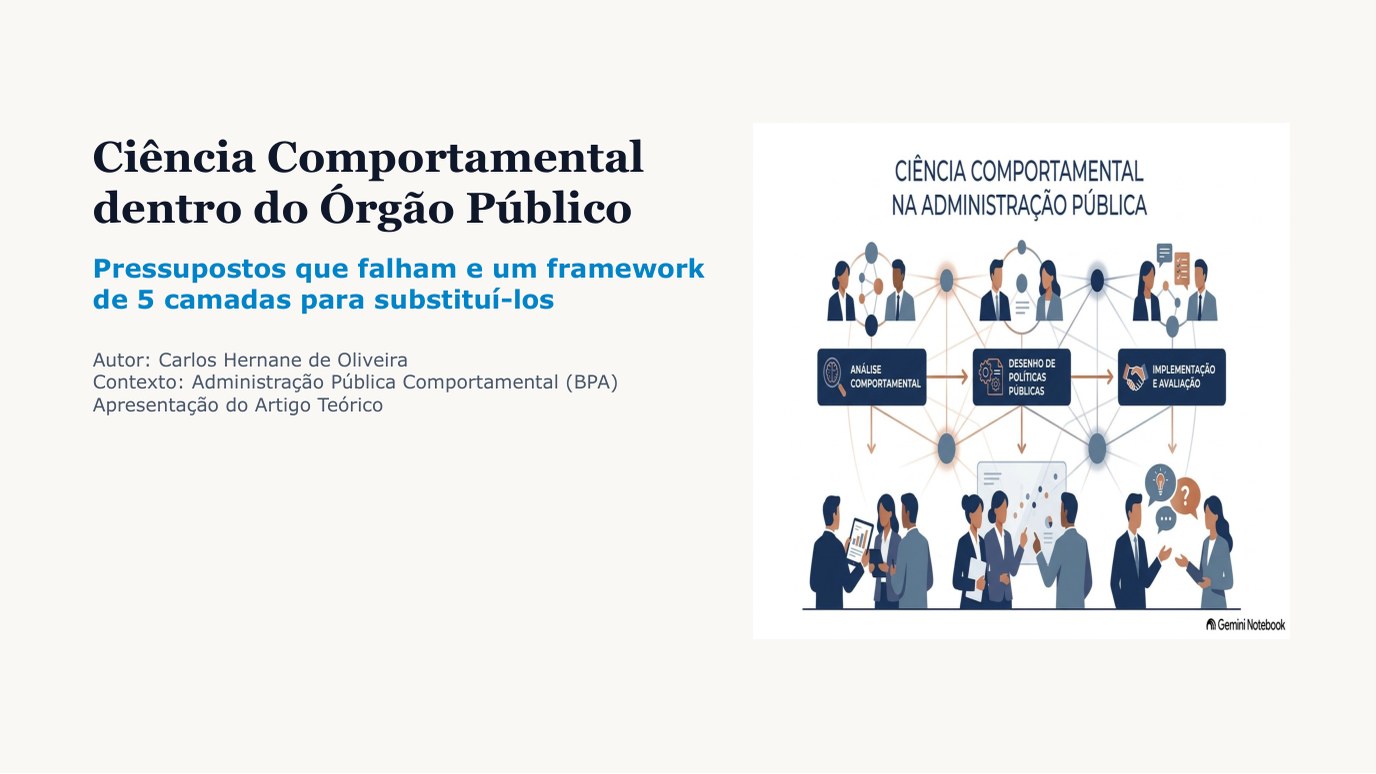 Ciência Comportamental
dentro do Órgão Público
Pressupostos que falham e um framework
de 5 camadas para substituí-los
Autor: Carlos Hernane de Oliveira
Contexto: Administração Pública Comportamental (BPA)
Apresentação do Artigo Teórico
CIÊNCIA COMPORTAMENTAL
NA ADMINISTRAÇÃO PÚBLICA
ANÁLISE
COMPORTAMENTAL
DESENHO DE
POLÍTICAS
PÚBLICAS
IMPLEMENTAÇÃO
E AVALIAÇÃO
?
Gemini Notebook